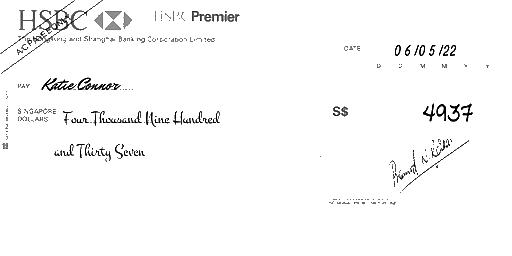 HSBC HSBC Premier
A/C PAYEE ONLY
The Hongkong and Shanghai Banking Corporation Limited
DATE 06/05/22
D D M M Y Y
PAY Katie Connor
SINGAPORE
DOLLARS Four Thousand Nine Hundred
S$ 4937
and Thirty Seven